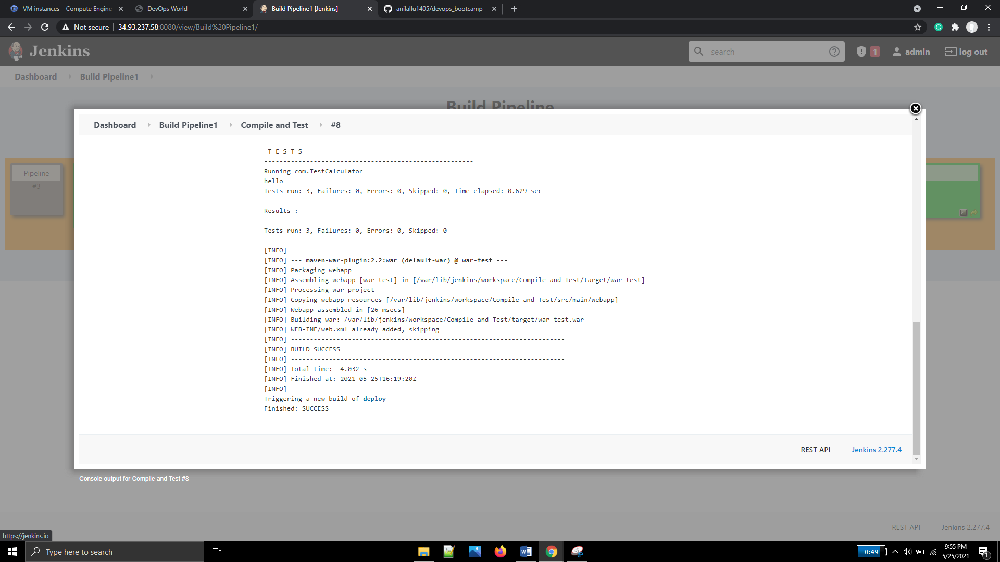 VM instances – Compute Engine
DevOps World
Build Pipeline1 [Jenkins]
anilallu1405/devops_bootcamp
Not secure
34.93.237.58:8080/view/Build%20Pipeline1/
Jenkins
search
1
admin
log out
Dashboard
Build Pipeline1
Build Pipeline
Dashboard
Build Pipeline1
Compile and Test
#8
Pipeline
#3
-------------------------------------------------------
T E S T S
-------------------------------------------------------
Running com.TestCalculator
hello
Tests run: 3, Failures: 0, Errors: 0, Skipped: 0, Time elapsed: 0.629 sec
Results :
Tests run: 3, Failures: 0, Errors: 0, Skipped: 0
[INFO]
[INFO] --- maven-war-plugin:2.2:war (default-war) @ war-test ---
[INFO] Packaging webapp
[INFO] Assembling webapp [war-test] in [/var/lib/jenkins/workspace/Compile and Test/target/war-test]
[INFO] Processing war project
[INFO] Copying webapp resources [/var/lib/jenkins/workspace/Compile and Test/src/main/webapp]
[INFO] Webapp assembled in [26 msecs]
[INFO] Building war: /var/lib/jenkins/workspace/Compile and Test/target/war-test.war
[INFO] WEB-INF/web.xml already added, skipping
[INFO] ------------------------------------------------------------------------
[INFO] BUILD SUCCESS
[INFO] ------------------------------------------------------------------------
[INFO] Total time:  4.032 s
[INFO] Finished at: 2021-05-25T16:19:20Z
[INFO] ------------------------------------------------------------------------
Triggering a new build of deploy
Finished: SUCCESS
REST API
Jenkins 2.277.4
Console output for Compile and Test #8
REST API
Jenkins 2.277.4
https://jenkins.io
Type here to search
0:49
9:55 PM
5/25/2021
1